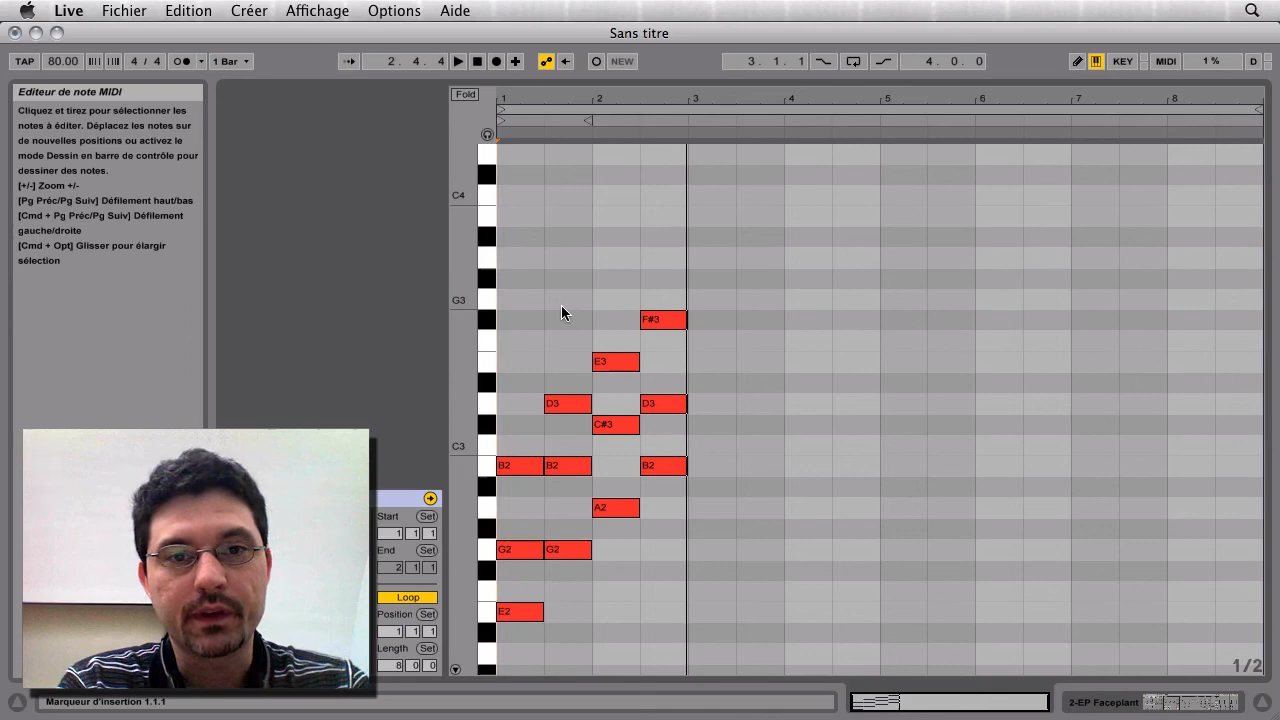 Live Fichier Edition Créer Affichage Options Aide
Sans titre
TAP 80.00 4 / 4 1 Bar 2. 4. 4 NEW 3. 1. 1 4. 0. 0 KEY MIDI 1 % D
Editeur de note MIDI
Cliquez et tirez pour sélectionner les
notes à éditer. Déplacez les notes sur
de nouvelles positions ou activez le
mode Dessin en barre de contrôle pour
dessiner des notes.
[+/-] Zoom +/-
[Pg Préc/Pg Suiv] Défilement haut/bas
[Cmd + Pg Préc/Pg Suiv] Défilement
gauche/droite
[Cmd + Opt] Glisser pour élargir
sélection
Fold 1 2 3 4 5 6 7 8
C4
G3
F#3
E3
D3 D3
C#3
C3
B2 B2 B2
A2
G2 G2
E2
Start Set
1 1 1
End Set
2 1 1
Loop
Position Set
1 1 1
Length Set
8 0 0
1/2
Marqueur d'insertion 1.1.1
2-EP Faceplant